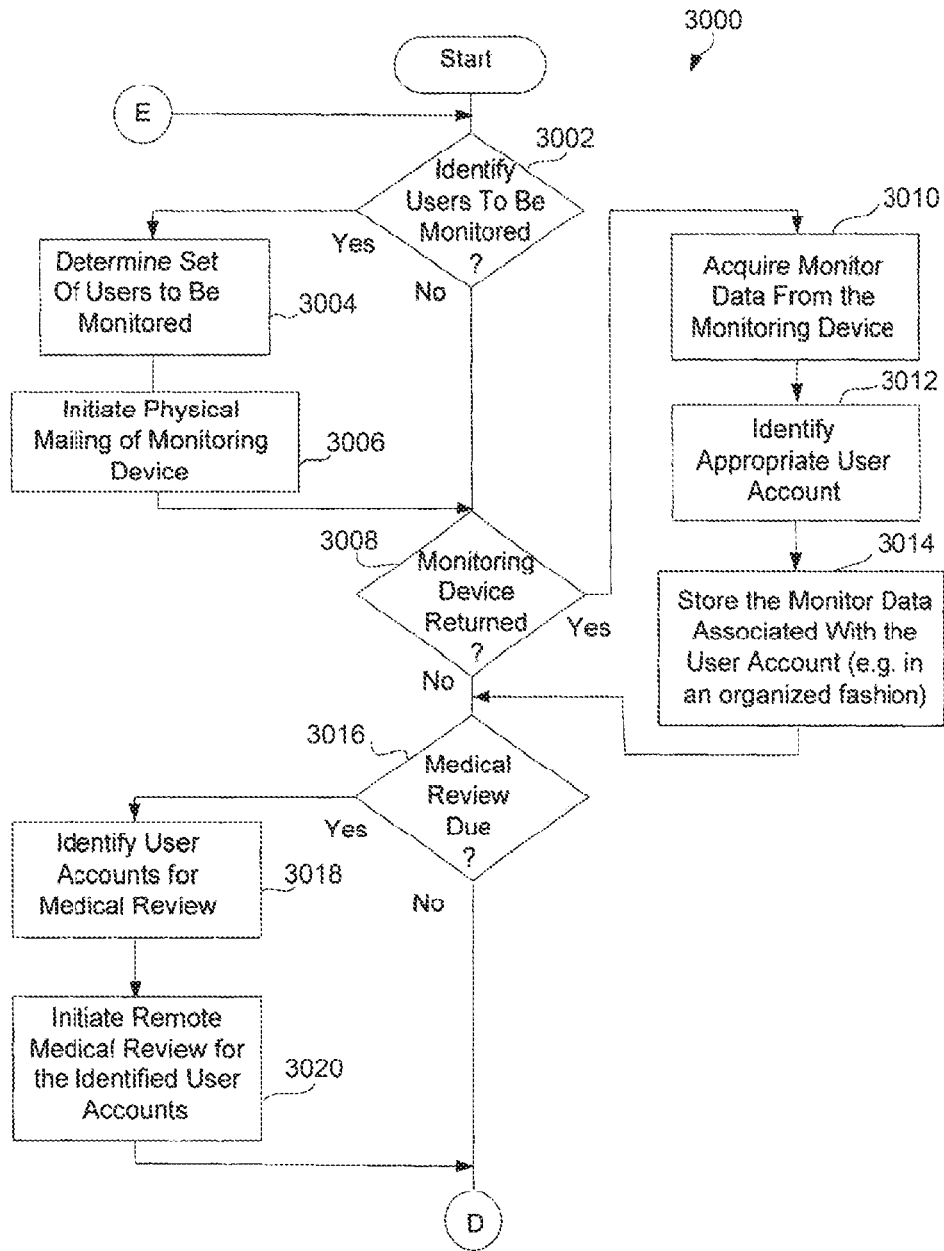 3000
Start
E
3002
Identify
Users To Be
Monitored
?
Yes
No
Determine Set
Of Users to Be
Monitored
3004
Initiate Physical
Mailing of Monitoring
Device
3006
3008
Monitoring
Device
Returned
?
Yes
No
3010
Acquire Monitor
Data From the
Monitoring Device
3012
Identify
Appropriate User
Account
3014
Store the Monitor Data
Associated With the
User Account (e.g. in
an organized fashion)
3016
Medical
Review
Due
?
Yes
No
Identify User
Accounts for
Medical Review
3018
Initiate Remote
Medical Review for
the Identified User
Accounts
3020
D